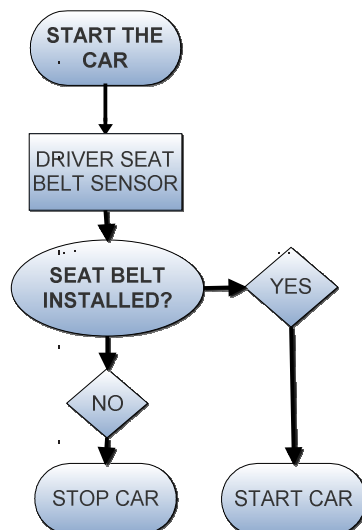 START THE
CAR
DRIVER SEAT
BELT SENSOR
SEAT BELT
INSTALLED?
YES
NO
STOP CAR
START CAR